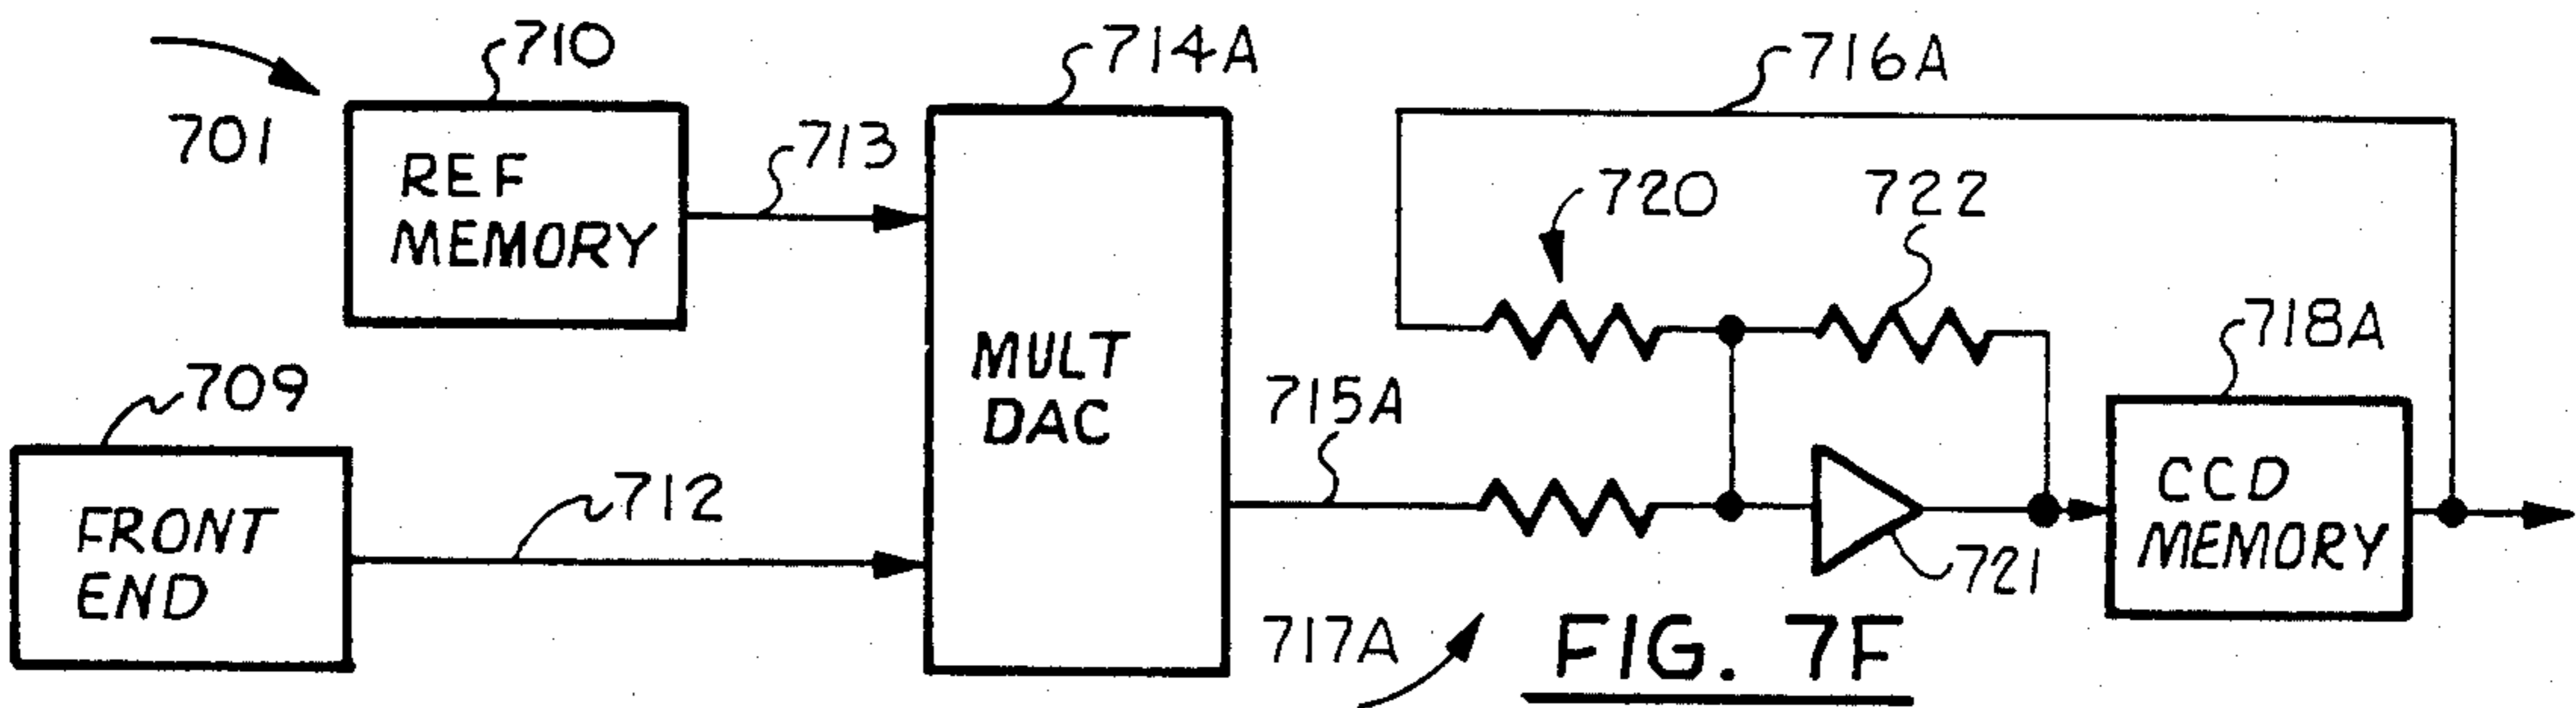 701
710
REF
MEMORY
713
714A
716A
720
722
718A
709
FRONT
END
712
MULT
DAC
715A
721
CCD
MEMORY
717A
FIG. 7F